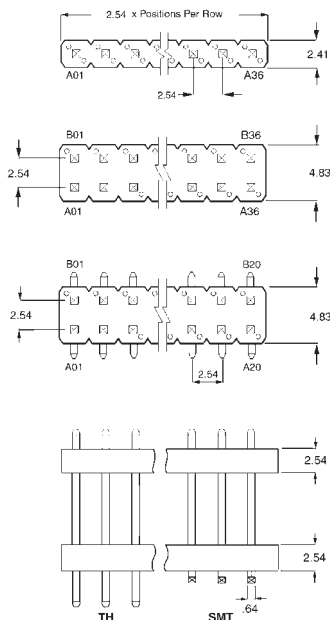 2.54 x Positions Per Row
2.41
A01
A36
2.54
B01
B36
2.54
4.83
A01
A36
B01
B20
2.54
4.83
A01
A20
2.54
2.54
2.54
.64
TH
SMT